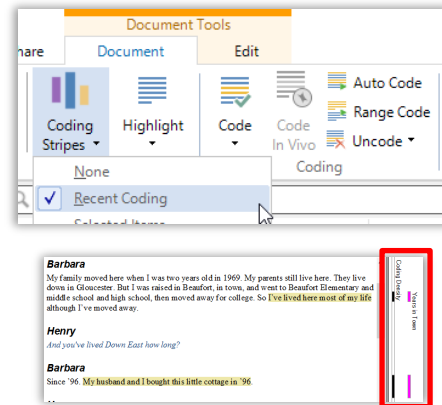 Document Tools
hare Document Edit
Coding Stripes
Highlight
Code
Code In Vivo
Auto Code
Range Code
Uncode
Coding
None
Recent Coding
Selected Items
Barbara
My family moved here when I was two years old in 1969. My parents still live here. They live
down in Gloucester. But I was raised in Beaufort, in town, and went to Beaufort Elementary and
middle school and high school, then moved away for college. So I've lived here most of my life
although I've moved away.
Henry
And you've lived Down East how long?
Barbara
Since `96. My husband and I bought this little cottage in `96.
Coding Density
Years in Town